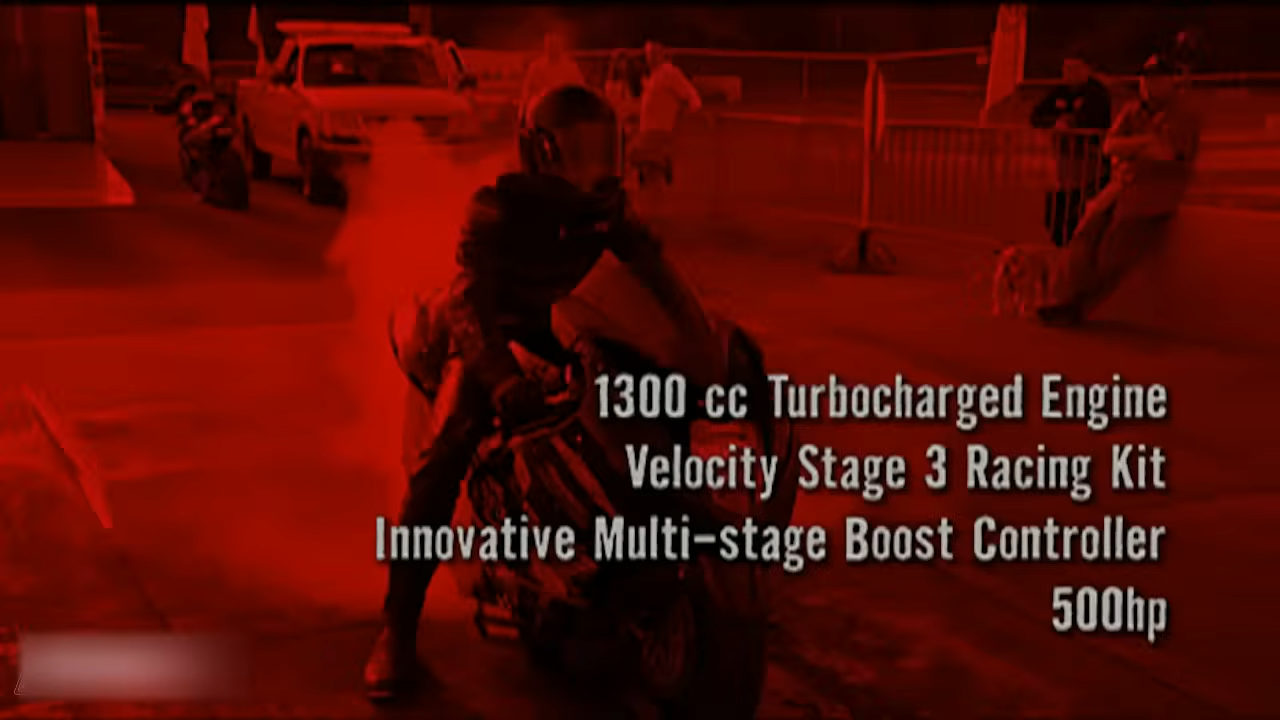 1300 cc Turbocharged Engine
Velocity Stage 3 Racing Kit
Innovative Multi-stage Boost Controller
500hp